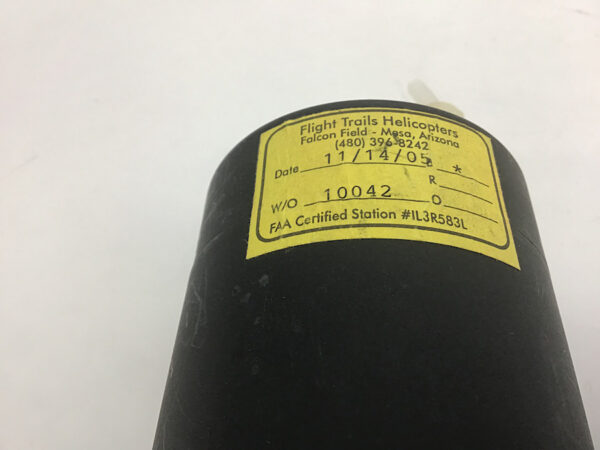 Flight Trails Helicopters
Falcon Field - Mesa, Arizona
(480) 396-8242
Date 11/14/05 *
R
W/O 10042 O
FAA Certified Station #IL3R583L